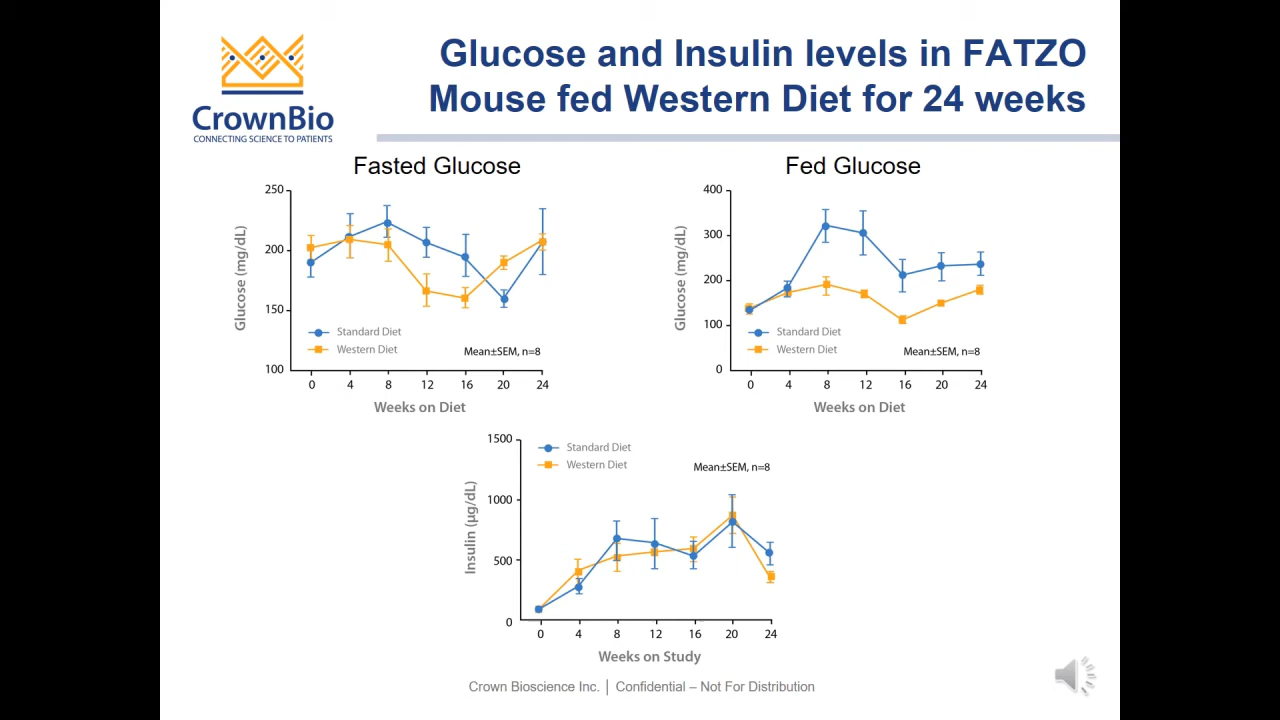 Glucose and Insulin levels in FATZO
Mouse fed Western Diet for 24 weeks
CrownBio
CONNECTING SCIENCE TO PATIENTS
Fasted Glucose
250
200
150
100
Glucose (mg/dL)
Standard Diet
Western Diet
Mean±SEM, n=8
0 4 8 12 16 20 24
Weeks on Diet
Fed Glucose
400
300
200
100
0
Glucose (mg/dL)
Standard Diet
Western Diet
Mean±SEM, n=8
0 4 8 12 16 20 24
Weeks on Diet
1500
1000
500
0
Insulin (µg/dL)
Standard Diet
Western Diet
Mean±SEM, n=8
0 4 8 12 16 20 24
Weeks on Study
Crown Bioscience Inc. | Confidential – Not For Distribution